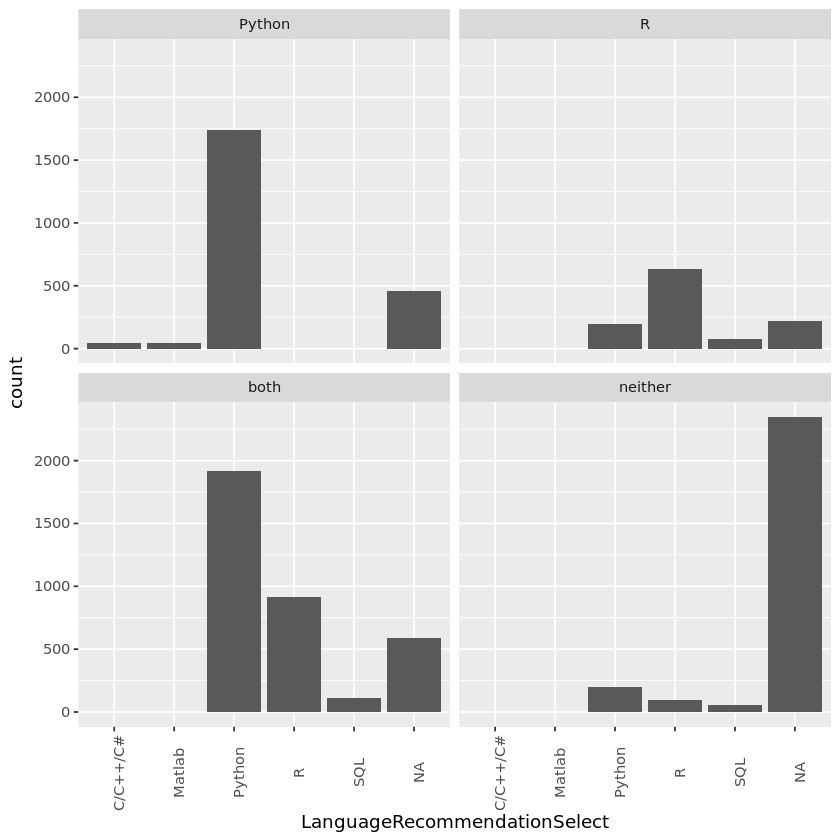 Python
R
2000
1500
1000
500
0
count
both
neither
2000
1500
1000
500
0
C/C++/C#
Matlab
Python
R
SQL
NA
C/C++/C#
Matlab
Python
R
SQL
NA
LanguageRecommendationSelect